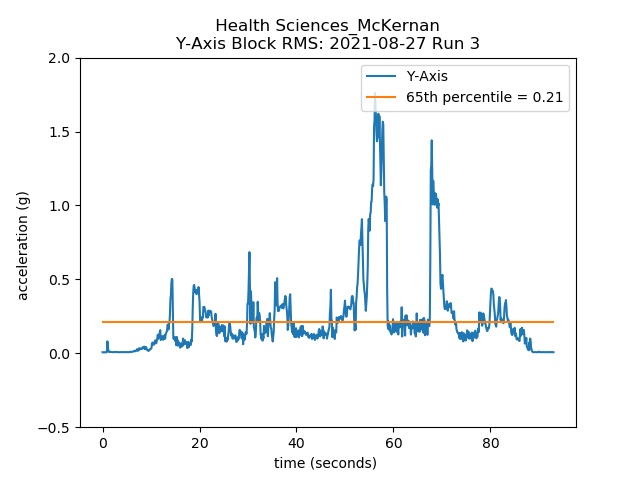 Health Sciences_McKernan
Y-Axis Block RMS: 2021-08-27 Run 3
2.0
Y-Axis
65th percentile = 0.21
1.5
1.0
0.5
0.0
−0.5
acceleration (g)
0 20 40 60 80
time (seconds)